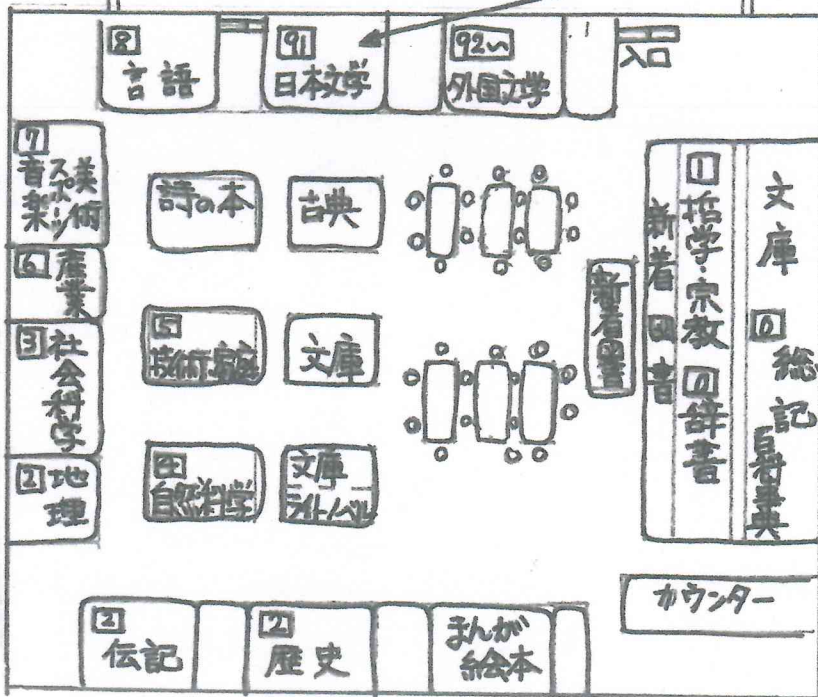 8
言語
91
日本文学
92〜
外国文学
入口
7
美術
スポーツ
音楽
6
産業
3
社会科学
2
地理
詩の本
古典
5
技術・家庭
文庫
4
自然科学
文庫
ライトノベル
新着図書
新着図書
1
哲学・宗教
0
辞書
文庫
0
総記
百科事典
カウンター
2
伝記
2
歴史
まんが
絵本